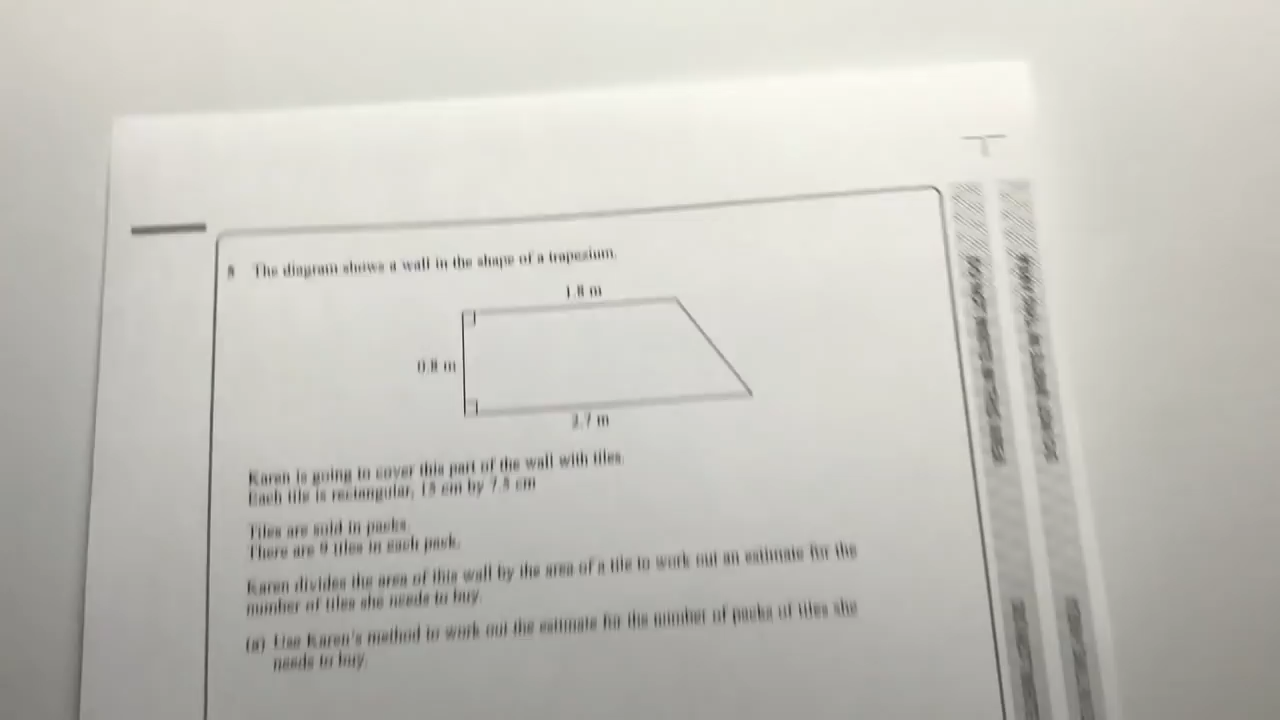 The diagram shows a wall in the shape of a trapezium.
1.8 m
0.8 m
2.7 m
Karen is going to cover this part of the wall with tiles.
Each tile is rectangular, 15 cm by 7.5 cm
Tiles are sold in packs.
There are 9 tiles in each pack.
Karen divides the area of this wall by the area of a tile to work out an estimate for the
number of tiles she needs to buy.
(a) Use Karen's method to work out the estimate for the number of packs of tiles she
needs to buy.